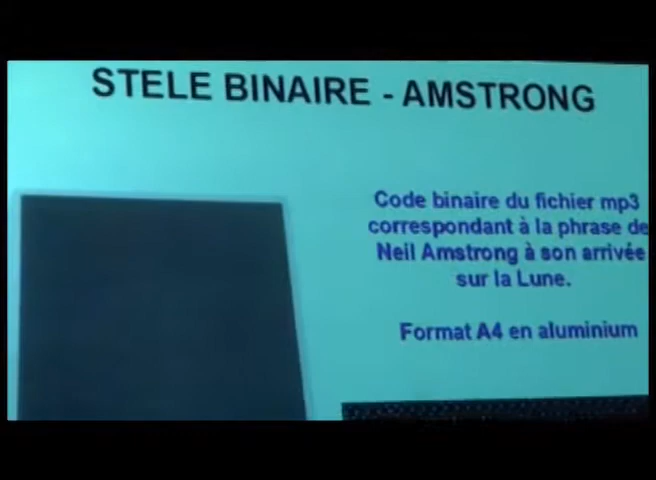 STELE BINAIRE - AMSTRONG
Code binaire du fichier mp3
correspondant à la phrase de
Neil Amstrong à son arrivée
sur la Lune.
Format A4 en aluminium